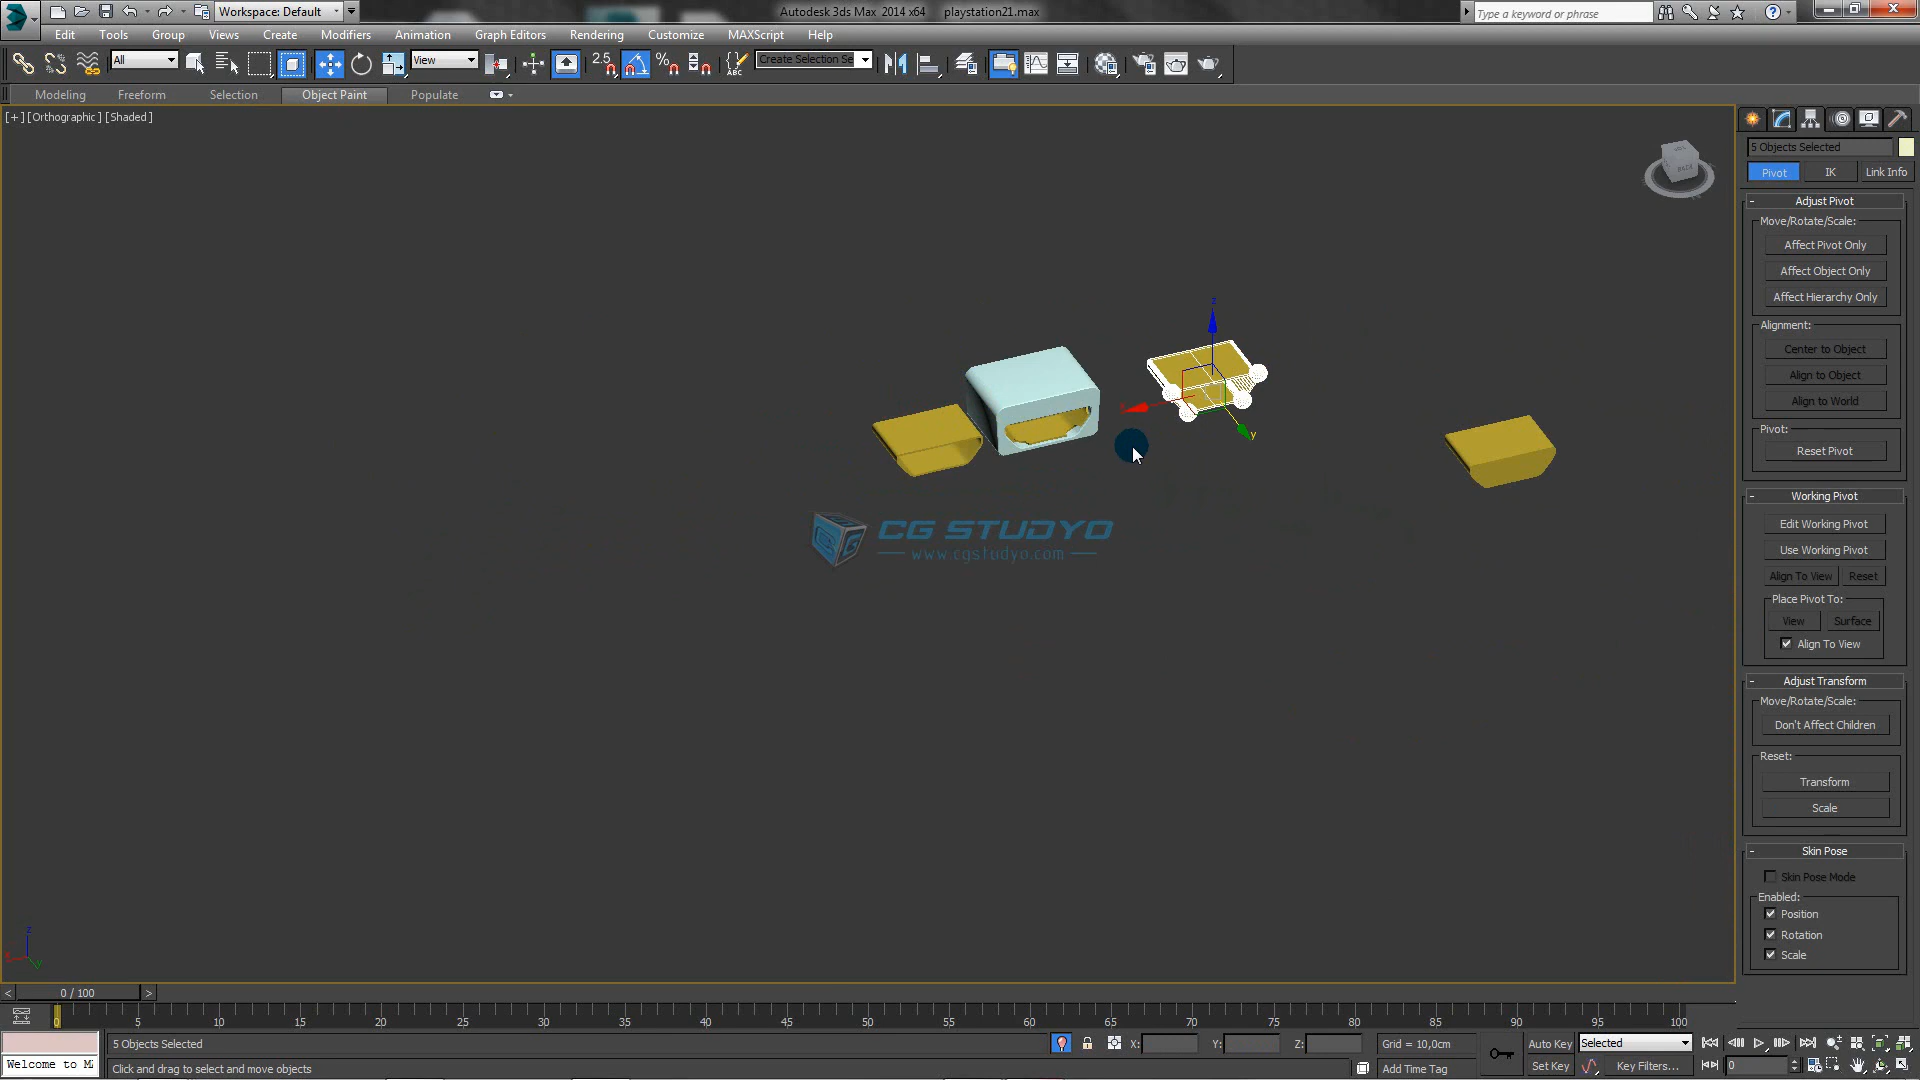 Workspace: Default
Autodesk 3ds Max 2014 x64 playstation21.max
Type a keyword or phrase
Edit Tools Group Views Create Modifiers Animation Graph Editors Rendering Customize MAXScript Help
All
View
2.5
Create Selection Se
Modeling Freeform Selection Object Paint Populate
[+] [Orthographic] [Shaded]
5 Objects Selected
Pivot IK Link Info
- Adjust Pivot
Move/Rotate/Scale:
Affect Pivot Only
Affect Object Only
Affect Hierarchy Only
Alignment:
Center to Object
Align to Object
Align to World
Pivot:
Reset Pivot
- Working Pivot
Edit Working Pivot
Use Working Pivot
Align To View Reset
Place Pivot To:
View Surface
Align To View
- Adjust Transform
Move/Rotate/Scale:
Don't Affect Children
Reset:
Transform
Scale
- Skin Pose
Skin Pose Mode
Enabled:
Position
Rotation
Scale
z
y
CG STUDYO
www.cgstudyo.com
z
< 0 / 100 >
0 5 10 15 20 25 30 35 40 45 50 55 60 65 70 75 80 85 90 95 100
5 Objects Selected X: Y: Z: Grid = 10,0cm Auto Key Selected
Welcome to M
Click and drag to select and move objects Add Time Tag Set Key Key Filters... 0